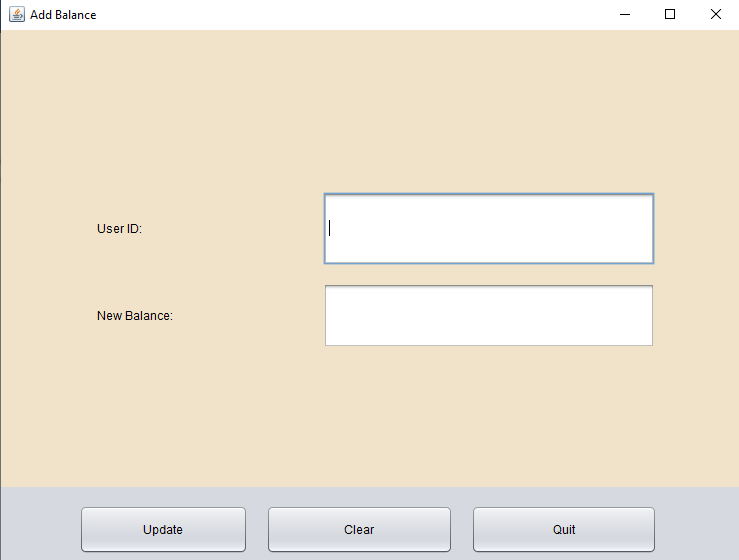 Add Balance
User ID:
New Balance:
Update
Clear
Quit